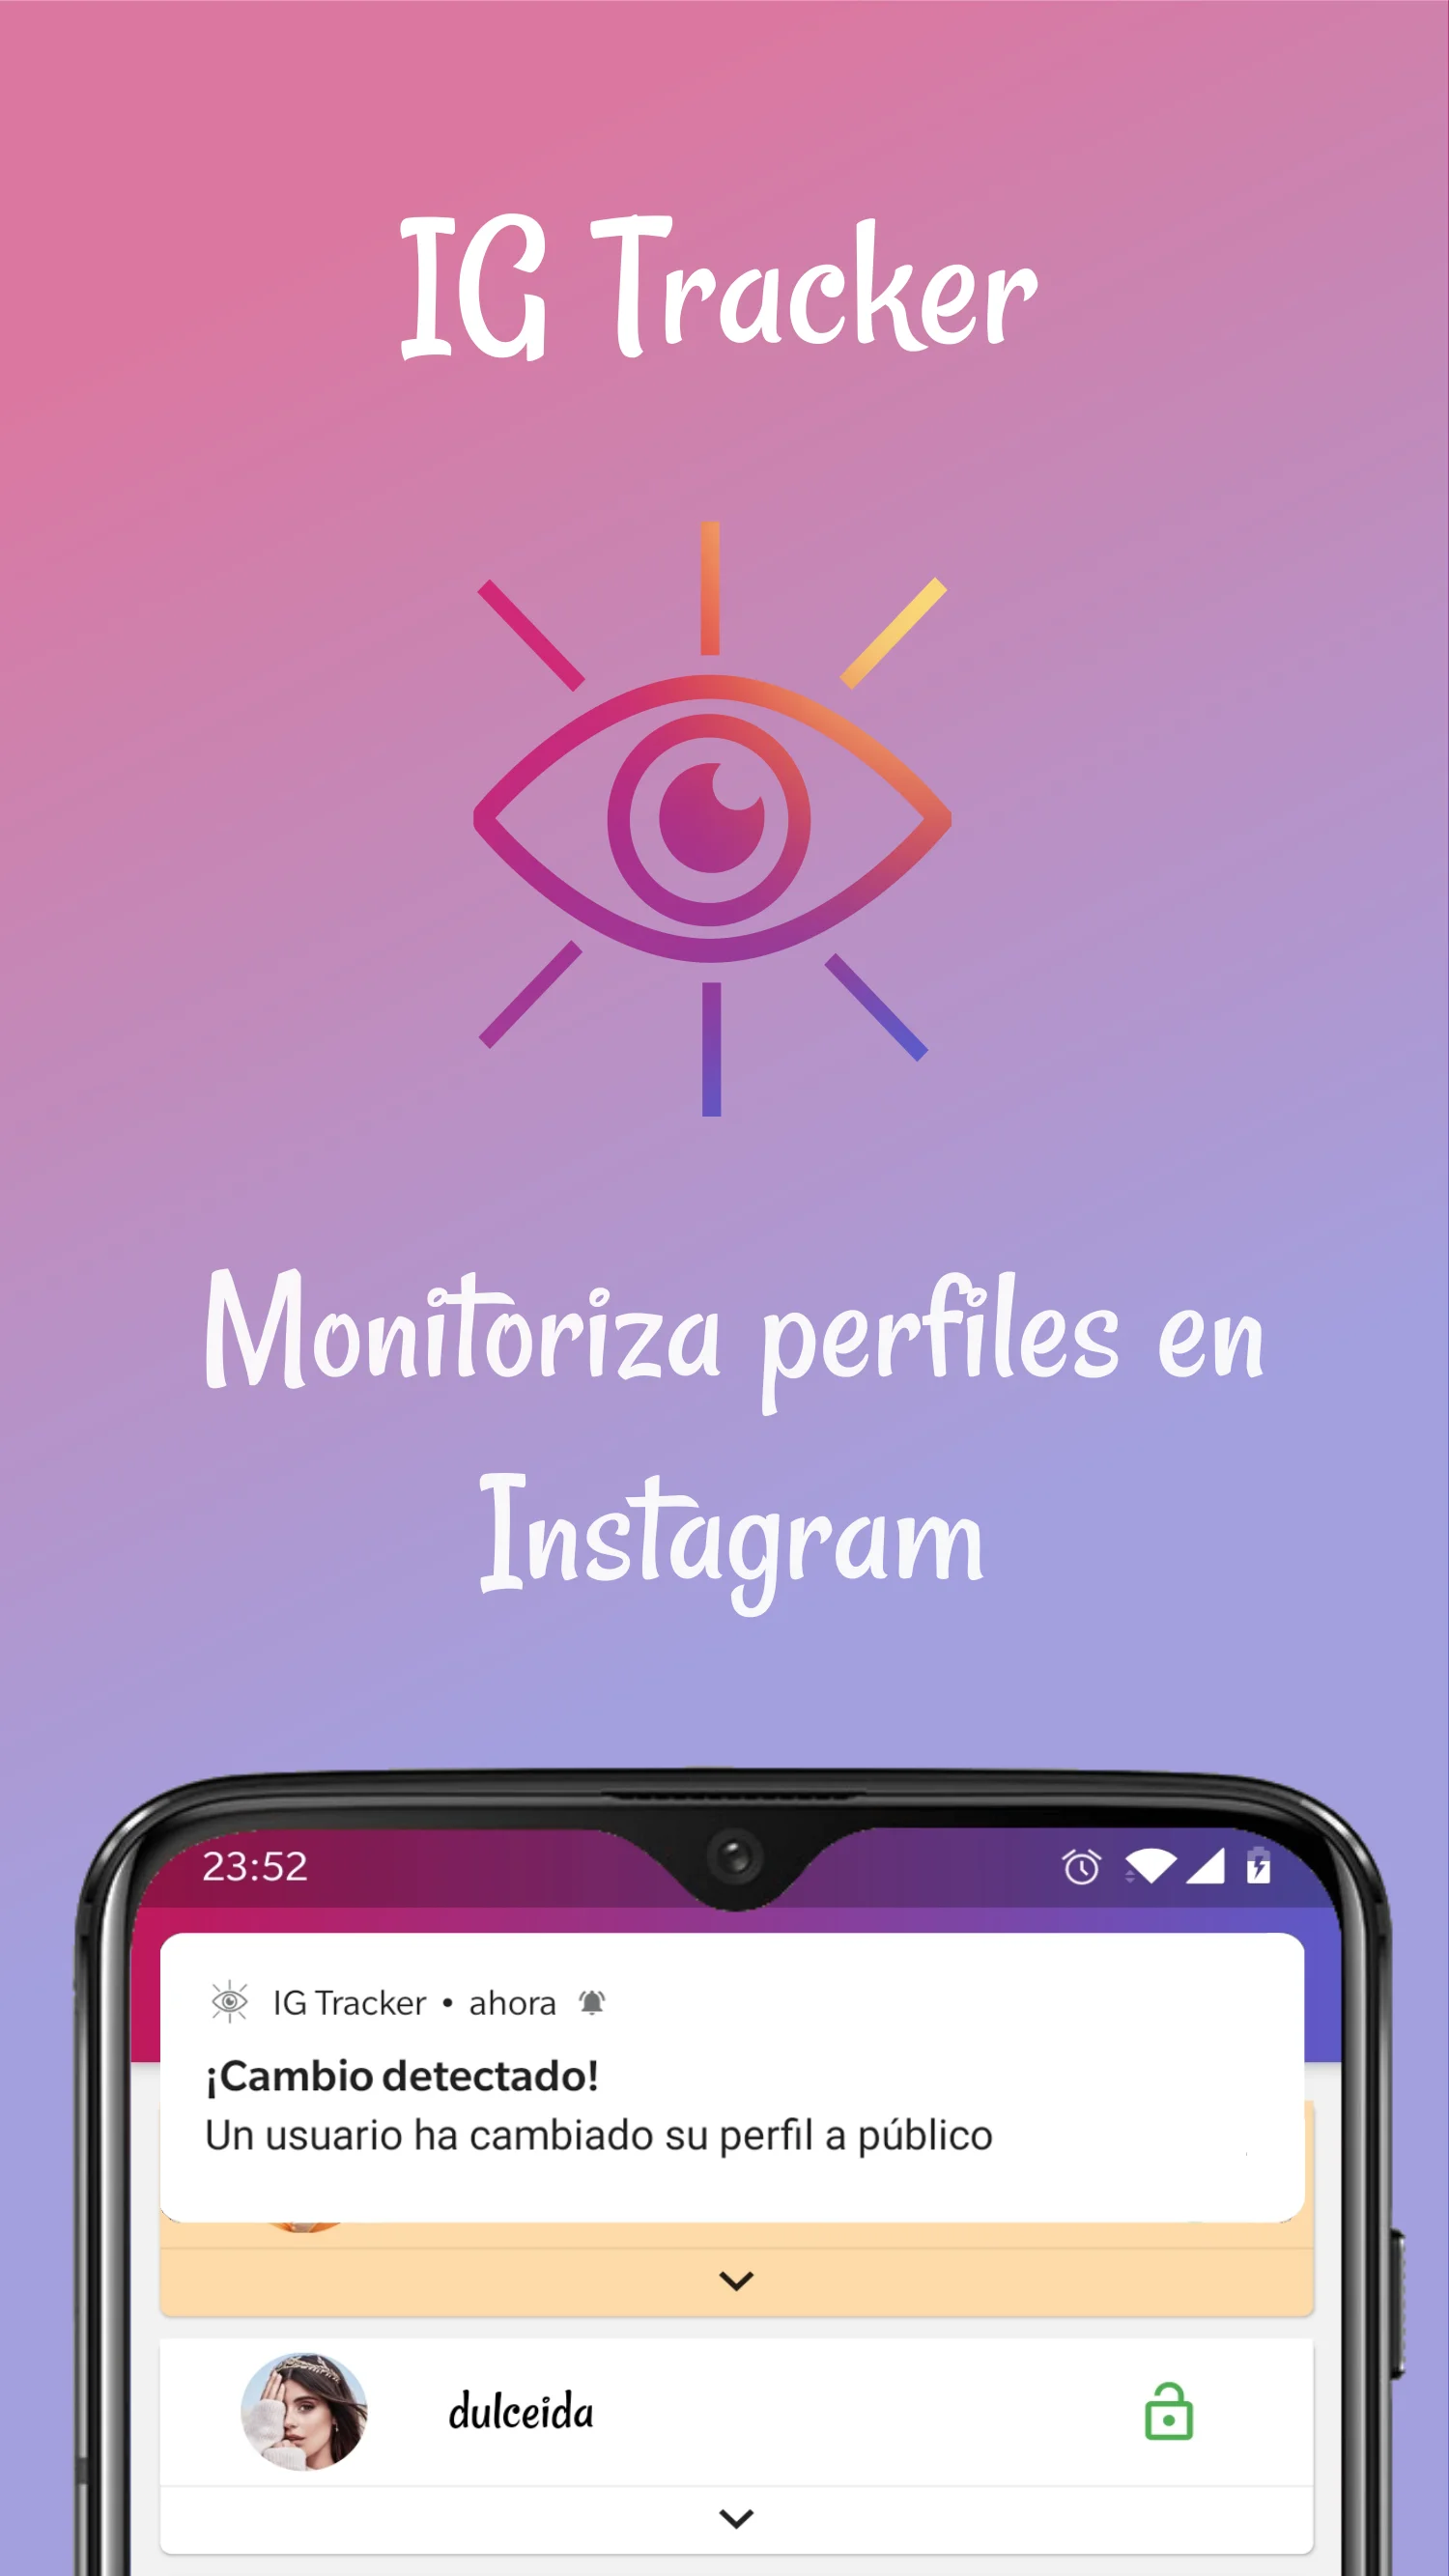 IG Tracker
Monitoriza perfiles en
Instagram
23:52
IG Tracker • ahora
¡Cambio detectado!
Un usuario ha cambiado su perfil a público
dulceida